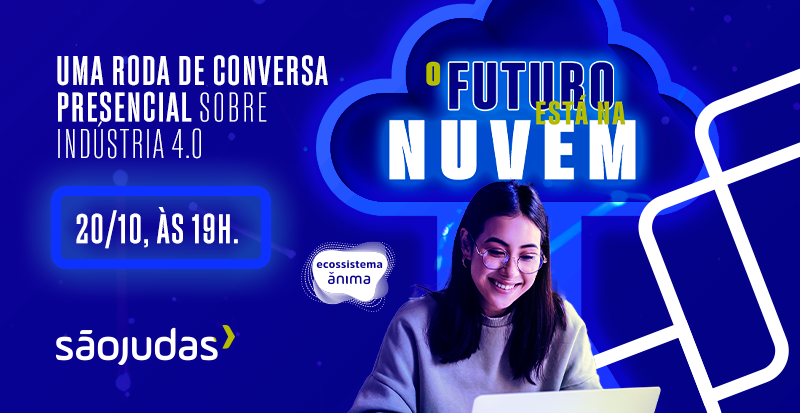 UMA RODA DE CONVERSA
PRESENCIAL SOBRE
INDÚSTRIA 4.0
20/10, ÀS 19H.
O FUTURO
ESTÁ NA
NUVEM
ecossistema
ănima
sãojudas